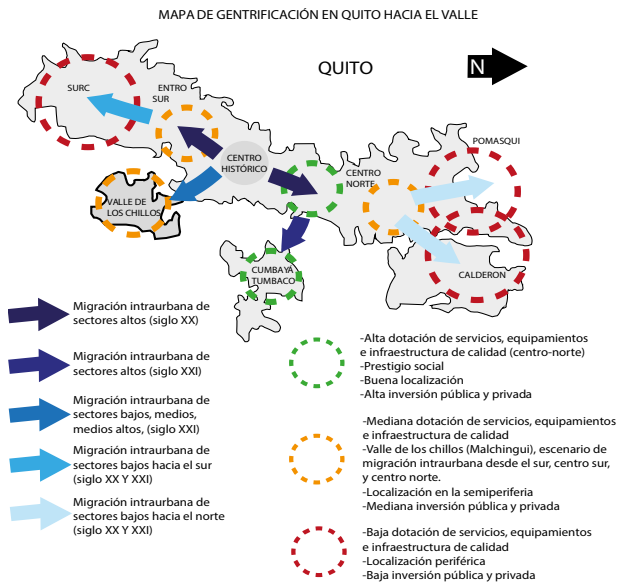 MAPA DE GENTRIFICACIÓN EN QUITO HACIA EL VALLE
QUITO
N
SURC
ENTRO
SUR
POMASQUI
CENTRO
HISTÓRICO
CENTRO
NORTE
VALLE DE
LOS CHILLOS
CUMBAYA
TUMBACO
CALDERON
Migración intraurbana de
sectores altos (siglo XX)
Migración intraurbana de
sectores altos (siglo XXI)
Migración intraurbana de
sectores bajos, medios,
medios altos, (siglo XXI)
Migración intraurbana de
sectores bajos hacia el sur
(siglo XX Y XXI)
Migración intraurbana de
sectores bajos hacia el norte
(siglo XX Y XXI)
-Alta dotación de servicios, equipamientos
e infraestructura de calidad (centro-norte)
-Prestigio social
-Buena localización
-Alta inversión pública y privada
-Mediana dotación de servicios, equipamientos
e infraestructura de calidad
-Valle de los chillos (Malchingui), escenario de
migración intraurbana desde el sur, centro sur,
y centro norte.
-Localización en la semiperiferia
-Mediana inversión pública y privada
-Baja dotación de servicios, equipamientos
e infraestructura de calidad
-Localización periférica
-Baja inversión pública y privada